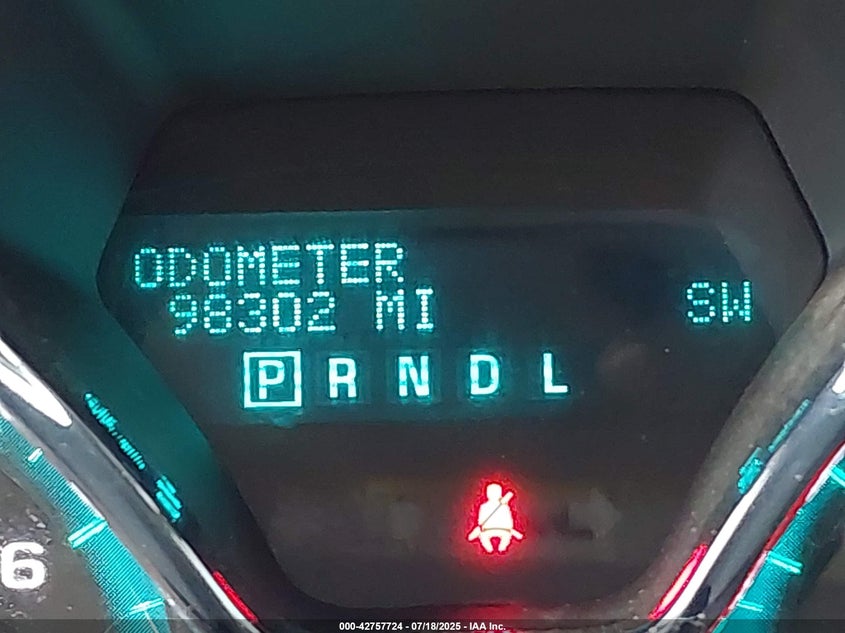 ODOMETER
98302 MI
SW
P R N D L
6
000-42757724 - 07/18/2025 - IAA Inc.